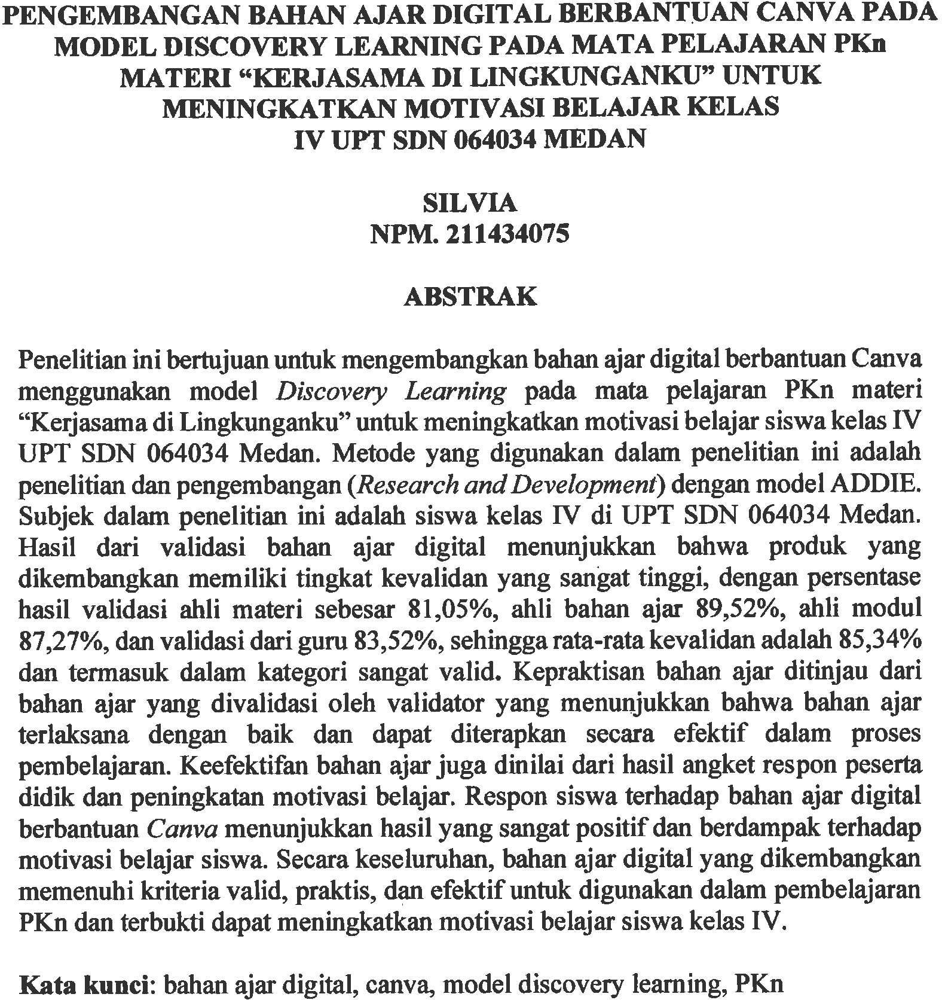 PENGEMBANGAN BAHAN AJAR DIGITAL BERBANTUAN CANVA PADA
MODEL DISCOVERY LEARNING PADA MATA PELAJARAN PKn
MATERI “KERJASAMA DI LINGKUNGANKU” UNTUK
MENINGKATKAN MOTIVASI BELAJAR KELAS
IV UPT SDN 064034 MEDAN
SILVIA
NPM. 211434075
ABSTRAK
Penelitian ini bertujuan untuk mengembangkan bahan ajar digital berbantuan Canva
menggunakan model Discovery Learning pada mata pelajaran PKn materi
“Kerjasama di Lingkunganku” untuk meningkatkan motivasi belajar siswa kelas IV
UPT SDN 064034 Medan. Metode yang digunakan dalam penelitian ini adalah
penelitian dan pengembangan (Research and Development) dengan model ADDIE.
Subjek dalam penelitian ini adalah siswa kelas IV di UPT SDN 064034 Medan.
Hasil dari validasi bahan ajar digital menunjukkan bahwa produk yang
dikembangkan memiliki tingkat kevalidan yang sangat tinggi, dengan persentase
hasil validasi ahli materi sebesar 81,05%, ahli bahan ajar 89,52%, ahli modul
87,27%, dan validasi dari guru 83,52%, sehingga rata-rata kevalidan adalah 85,34%
dan termasuk dalam kategori sangat valid. Kepraktisan bahan ajar ditinjau dari
bahan ajar yang divalidasi oleh validator yang menunjukkan bahwa bahan ajar
terlaksana dengan baik dan dapat diterapkan secara efektif dalam proses
pembelajaran. Keefektifan bahan ajar juga dinilai dari hasil angket respon peserta
didik dan peningkatan motivasi belajar. Respon siswa terhadap bahan ajar digital
berbantuan Canva menunjukkan hasil yang sangat positif dan berdampak terhadap
motivasi belajar siswa. Secara keseluruhan, bahan ajar digital yang dikembangkan
memenuhi kriteria valid, praktis, dan efektif untuk digunakan dalam pembelajaran
PKn dan terbukti dapat meningkatkan motivasi belajar siswa kelas IV.
Kata kunci: bahan ajar digital, canva, model discovery learning, PKn